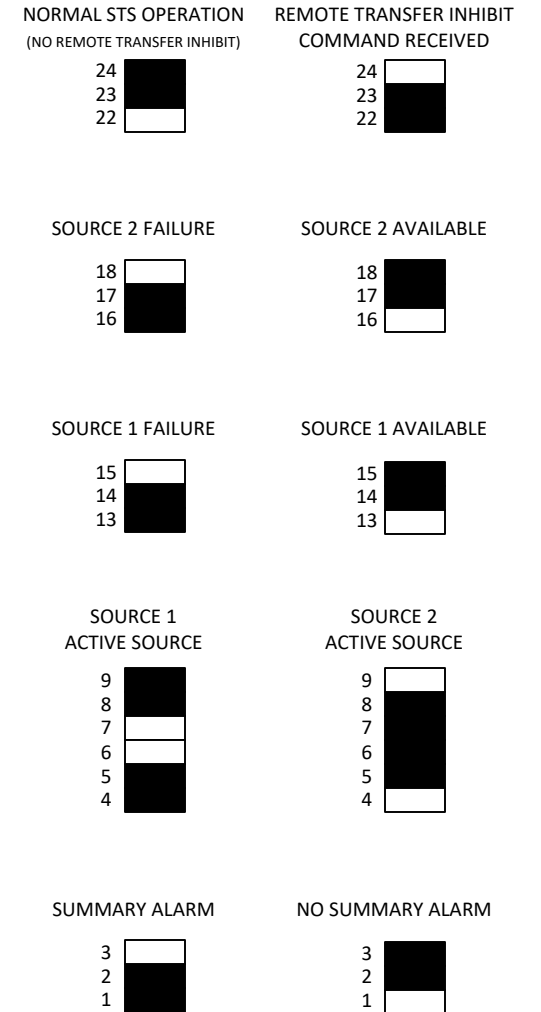 NORMAL STS OPERATION
(NO REMOTE TRANSFER INHIBIT)
24
23
22
REMOTE TRANSFER INHIBIT
COMMAND RECEIVED
24
23
22
SOURCE 2 FAILURE
18
17
16
SOURCE 2 AVAILABLE
18
17
16
SOURCE 1 FAILURE
15
14
13
SOURCE 1 AVAILABLE
15
14
13
SOURCE 1
ACTIVE SOURCE
9
8
7
6
5
4
SOURCE 2
ACTIVE SOURCE
9
8
7
6
5
4
SUMMARY ALARM
3
2
1
NO SUMMARY ALARM
3
2
1